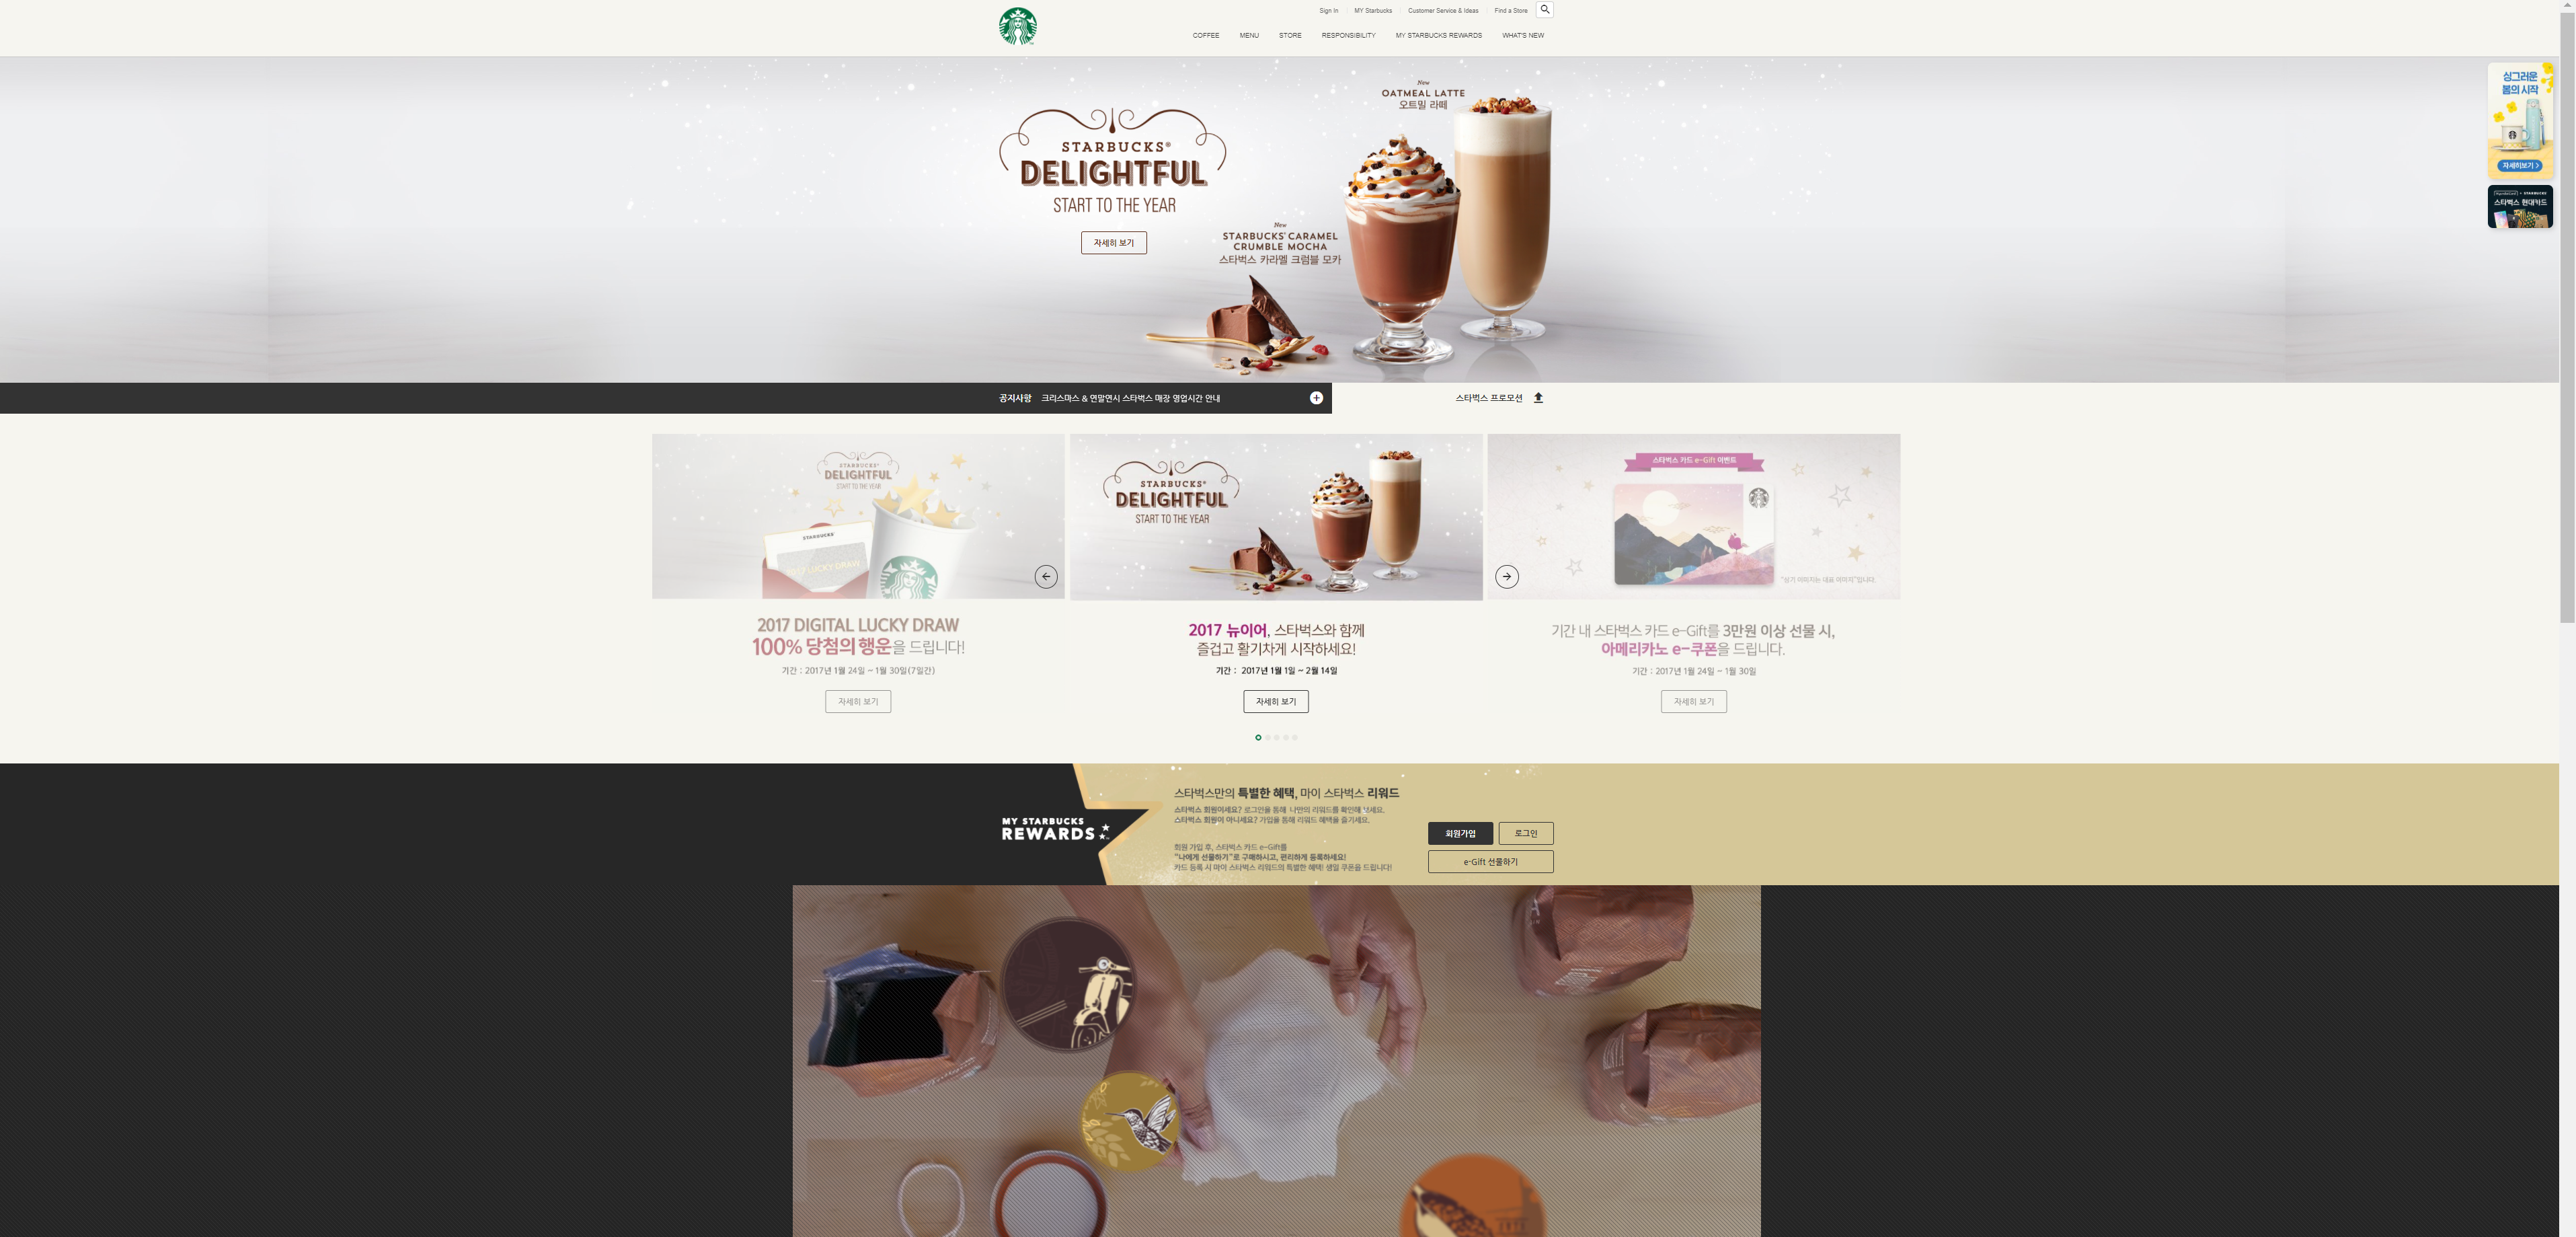 Sign In
MY Starbucks
Customer Service & Ideas
Find a Store
COFFEE
MENU
STORE
RESPONSIBILITY
MY STARBUCKS REWARDS
WHAT'S NEW
New
OATMEAL LATTE
오트밀 라떼
STARBUCKS®
DELIGHTFUL
START TO THE YEAR
자세히 보기
New
STARBUCKS® CARAMEL
CRUMBLE MOCHA
스타벅스 카라멜 크럼블 모카
싱그러운
봄의 시작
자세히보기
STARBUCKS
스타벅스 현대카드
공지사항
크리스마스 & 연말연시 스타벅스 매장 영업시간 안내
스타벅스 프로모션
STARBUCKS®
DELIGHTFUL
START TO THE YEAR
STARBUCKS
2017 LUCKY DRAW
2017 DIGITAL LUCKY DRAW
100% 당첨의 행운을 드립니다!
기간 : 2017년 1월 24일 ~ 1월 30일(7일간)
자세히 보기
STARBUCKS®
DELIGHTFUL
START TO THE YEAR
2017 뉴이어, 스타벅스와 함께
즐겁고 활기차게 시작하세요!
기간 : 2017년 1월 1일 ~ 2월 14일
자세히 보기
스타벅스 카드 e-Gift 이벤트
"상기 이미지는 대표 이미지"입니다.
기간 내 스타벅스 카드 e-Gift를 3만원 이상 선물 시,
아메리카노 e-쿠폰을 드립니다.
기간 : 2017년 1월 24일 ~ 1월 30일
자세히 보기
MY STARBUCKS
REWARDS
스타벅스만의 특별한 혜택, 마이 스타벅스 리워드
스타벅스 회원이세요? 로그인을 통해 나만의 리워드를 확인해 보세요.
스타벅스 회원이 아니세요? 가입을 통해 리워드 혜택을 즐기세요.
회원 가입 후, 스타벅스 카드 e-Gift를
"나에게 선물하기"로 구매하시고, 편리하게 등록하세요!
카드 등록 시 마이 스타벅스 리워드의 특별한 혜택! 생일 쿠폰을 드립니다!
회원가입
로그인
e-Gift 선물하기